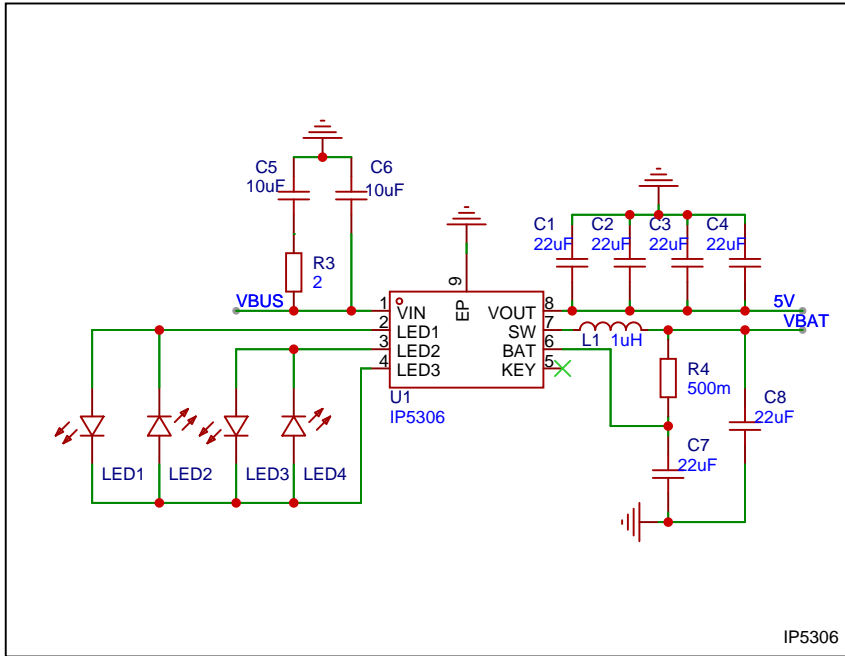 C5
10uF
C6
10uF
R3
2
VBUS
C1
22uF
C2
22uF
C3
22uF
C4
22uF
9
EP
1
VIN
2
LED1
3
LED2
4
LED3
8
VOUT
7
SW
6
BAT
5
KEY
U1
IP5306
5V
VBAT
L1
1uH
R4
500m
C8
22uF
C7
22uF
LED1
LED2
LED3
LED4
IP5306